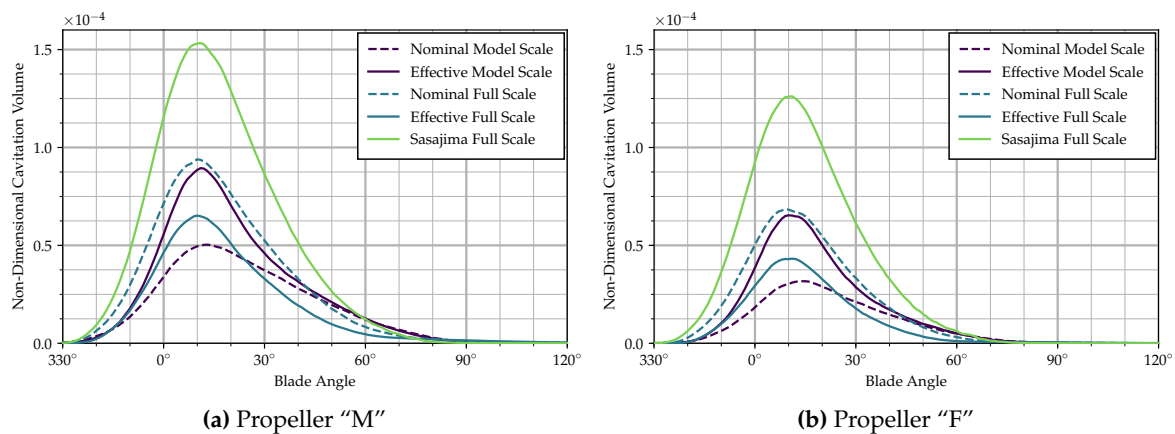 ×10⁻⁴
1.5
1.0
0.5
0.0
Non-Dimensional Cavitation Volume
Nominal Model Scale
Effective Model Scale
Nominal Full Scale
Effective Full Scale
Sasajima Full Scale
330° 0° 30° 60° 90° 120°
Blade Angle
(a) Propeller “M”
×10⁻⁴
1.5
1.0
0.5
0.0
Non-Dimensional Cavitation Volume
Nominal Model Scale
Effective Model Scale
Nominal Full Scale
Effective Full Scale
Sasajima Full Scale
330° 0° 30° 60° 90° 120°
Blade Angle
(b) Propeller “F”